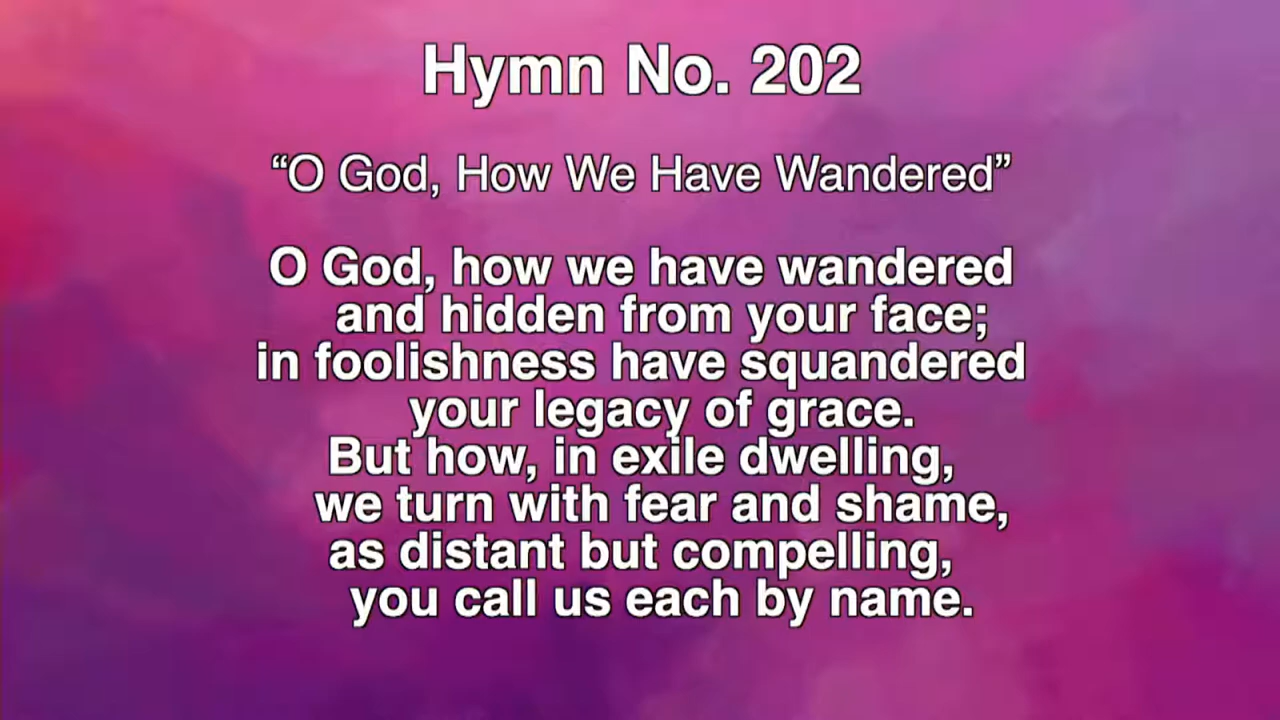 Hymn No. 202
“O God, How We Have Wandered”
O God, how we have wandered
and hidden from your face;
in foolishness have squandered
your legacy of grace.
But how, in exile dwelling,
we turn with fear and shame,
as distant but compelling,
you call us each by name.